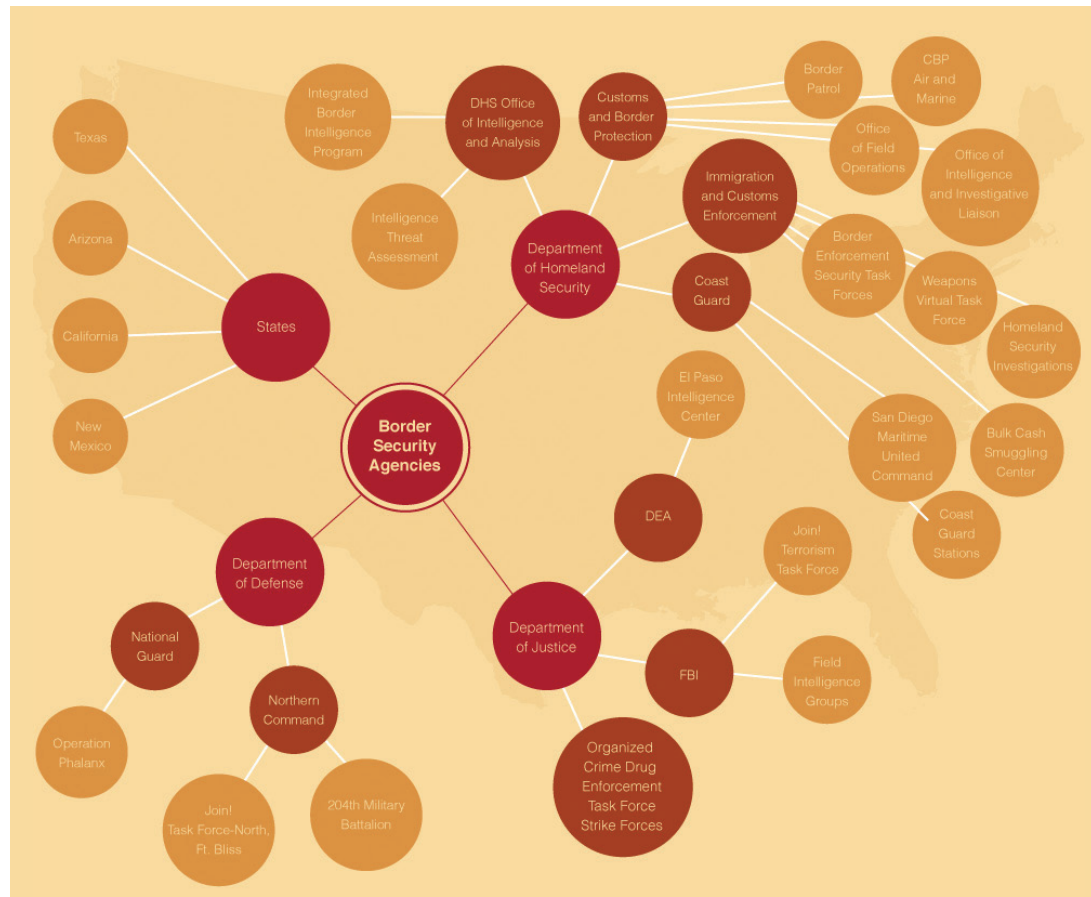 Texas
Arizona
California
New
Mexico
States
Integrated
Border
Intelligence
Program
DHS Office
of Intelligence
and Analysis
Intelligence
Threat
Assessment
Customs
and Border
Protection
Border
Patrol
CBP
Air and
Marine
Office
of Field
Operations
Office of
Intelligence
and Investigative
Liaison
Department
of Homeland
Security
Immigration
and Customs
Enforcement
Border
Enforcement
Security Task
Forces
Weapons
Virtual Task
Force
Homeland
Security
Investigations
Bulk Cash
Smuggling
Center
Coast
Guard
San Diego
Maritime
United
Command
Coast
Guard
Stations
Border
Security
Agencies
El Paso
Intelligence
Center
DEA
Department
of Justice
FBI
Join!
Terrorism
Task Force
Field
Intelligence
Groups
Organized
Crime Drug
Enforcement
Task Force
Strike Forces
Department
of Defense
National
Guard
Operation
Phalanx
Northern
Command
Join!
Task Force-North,
Ft. Bliss
204th Military
Battalion